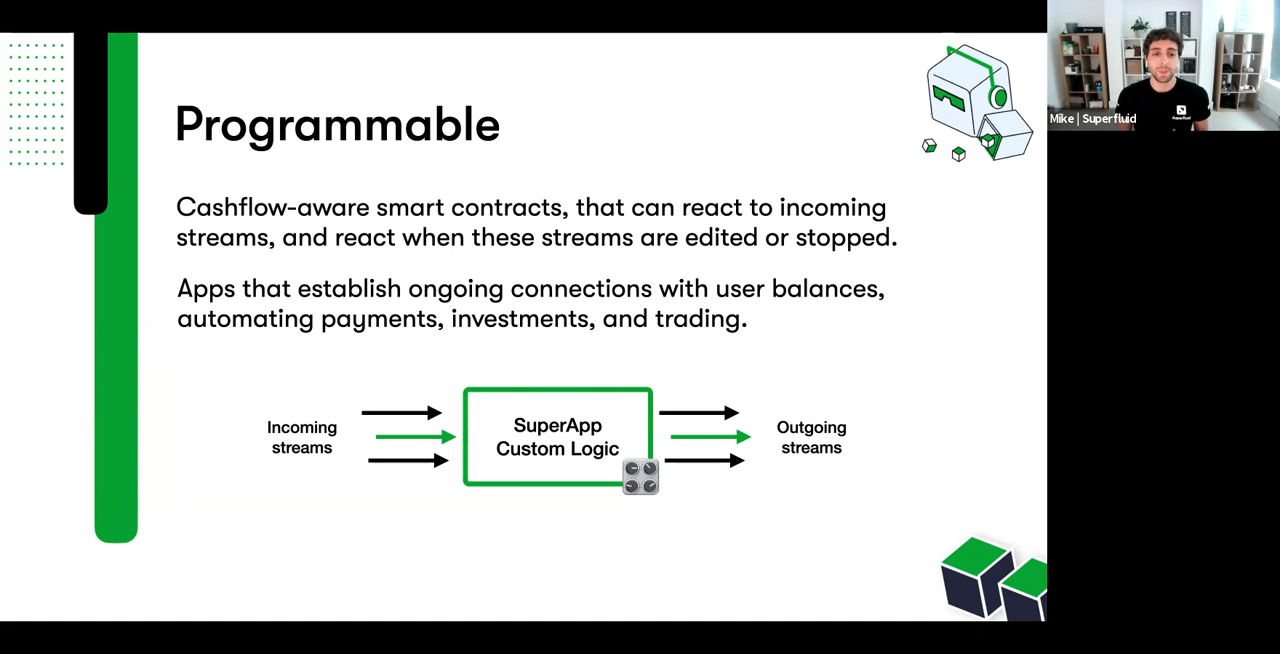 Programmable
Cashflow-aware smart contracts, that can react to incoming
streams, and react when these streams are edited or stopped.
Apps that establish ongoing connections with user balances,
automating payments, investments, and trading.
Incoming
streams
SuperApp
Custom Logic
Outgoing
streams
Mike | Superfluid
Superfluid